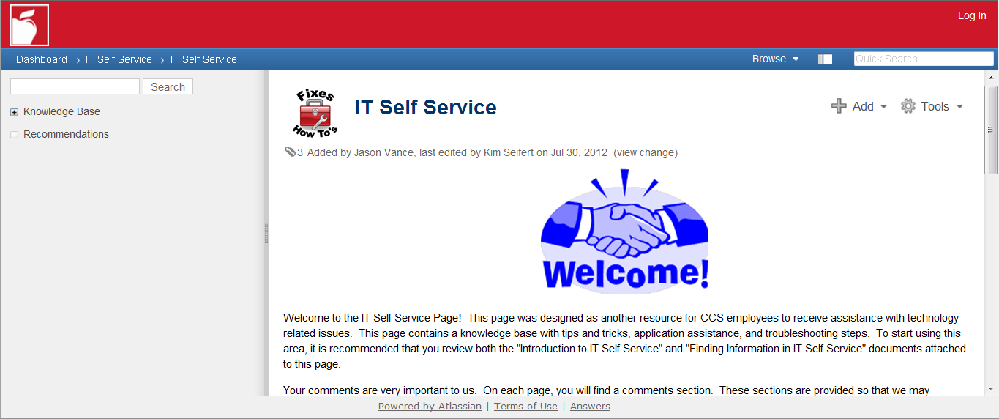 Log In
Dashboard › IT Self Service › IT Self Service
Browse
Quick Search
Search
Knowledge Base
Recommendations
Fixes
How To's
IT Self Service
Add
Tools
3 Added by Jason Vance, last edited by Kim Seifert on Jul 30, 2012 (view change)
Welcome!
Welcome to the IT Self Service Page! This page was designed as another resource for CCS employees to receive assistance with technology-
related issues. This page contains a knowledge base with tips and tricks, application assistance, and troubleshooting steps. To start using this
area, it is recommended that you review both the "Introduction to IT Self Service" and "Finding Information in IT Self Service" documents attached
to this page.
Your comments are very important to us. On each page, you will find a comments section. These sections are provided so that we may
Powered by Atlassian | Terms of Use | Answers